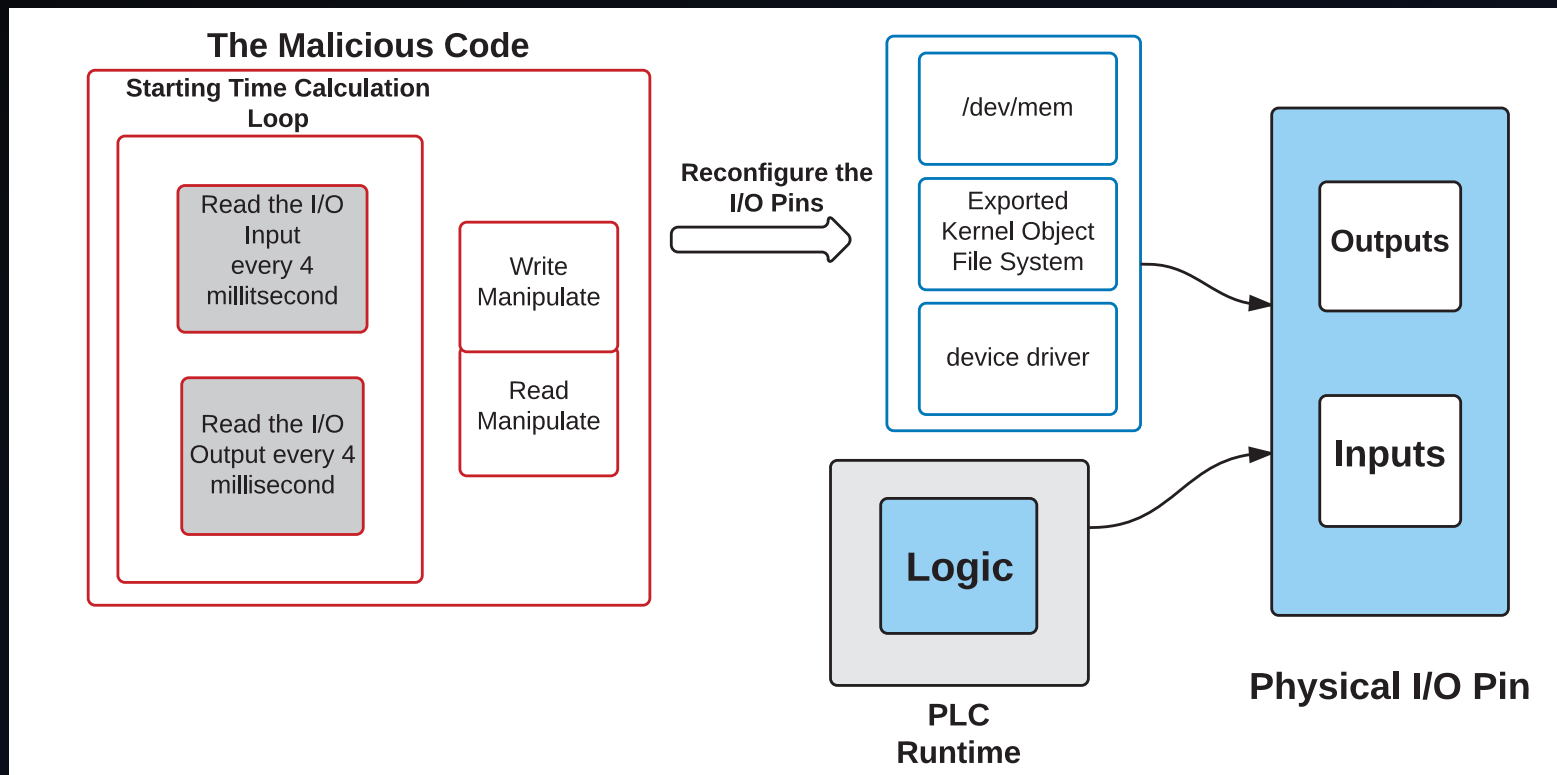 The Malicious Code
Starting Time Calculation
Loop
Read the I/O
Input
every 4
millitsecond
Read the I/O
Output every 4
millisecond
Write
Manipulate
Read
Manipulate
Reconfigure the
I/O Pins
/dev/mem
Exported
Kernel Object
File System
device driver
Logic
PLC
Runtime
Outputs
Inputs
Physical I/O Pin